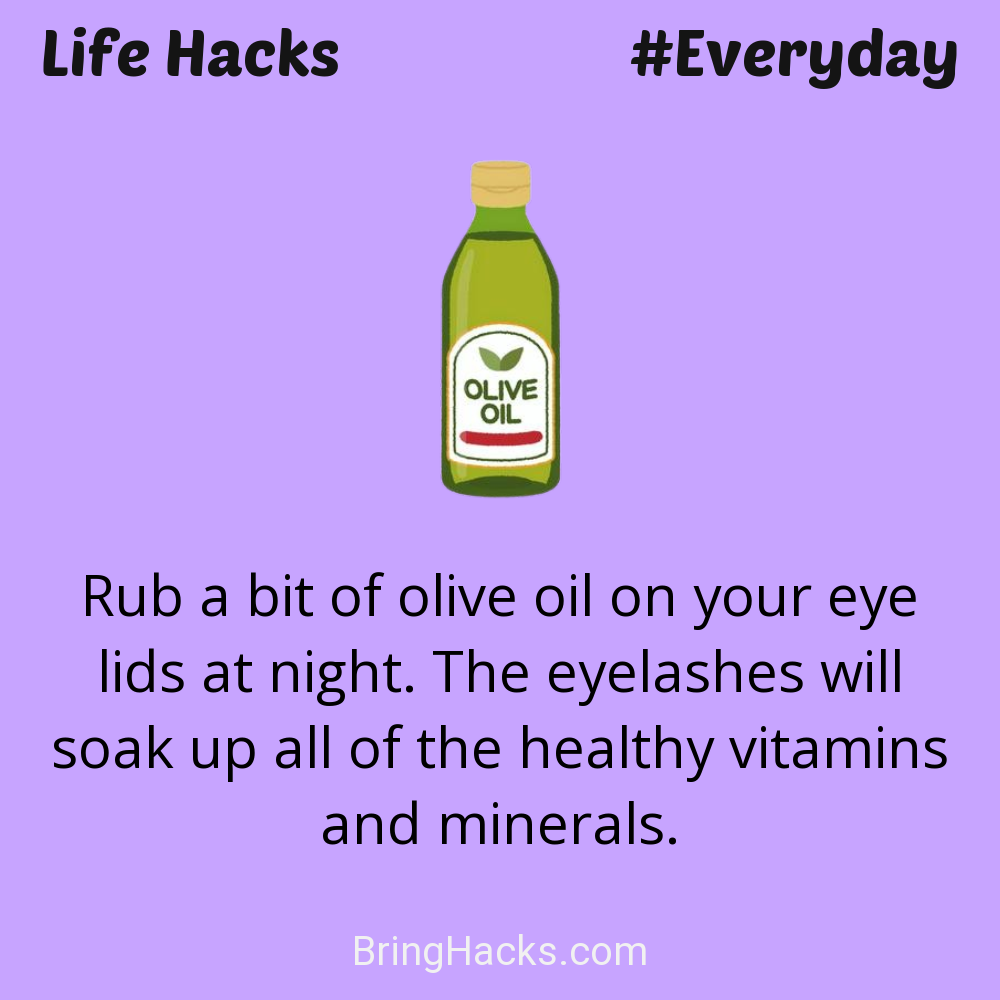 Life Hacks
#Everyday
OLIVE
OIL
Rub a bit of olive oil on your eye
lids at night. The eyelashes will
soak up all of the healthy vitamins
and minerals.
BringHacks.com